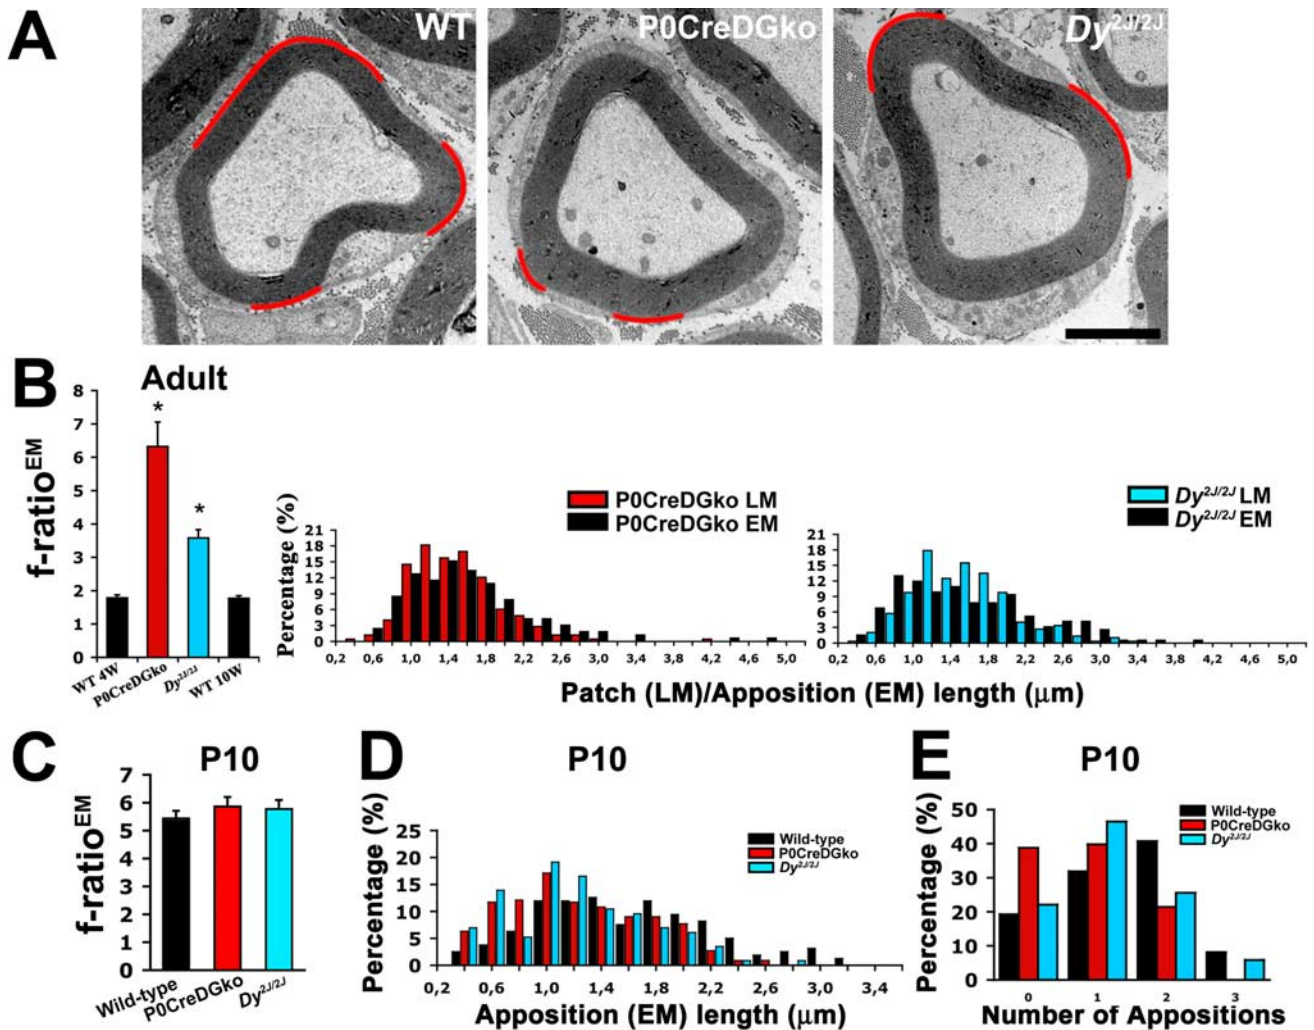 A
WT
P0CreDGko
Dy2J/2J
B
Adult
f-ratioEM
8
7
6
5
4
3
2
1
0
*
*
WT 4W
P0CreDGko
Dy2J/2J
WT 10W
P0CreDGko LM
P0CreDGko EM
Percentage (%)
21
18
15
12
9
6
3
0
0,2 0,6 1,0 1,4 1,8 2,2 2,6 3,0 3,4 3,8 4,2 4,6 5,0
Dy2J/2J LM
Dy2J/2J EM
21
18
15
12
9
6
3
0
0,2 0,6 1,0 1,4 1,8 2,2 2,6 3,0 3,4 3,8 4,2 4,6 5,0
Patch (LM)/Apposition (EM) length (μm)
C
P10
f-ratioEM
7
6
5
4
3
2
1
0
Wild-type
P0CreDGko
Dy2J/2J
D
P10
Percentage (%)
25
20
15
10
5
0
Wild-type
P0CreDGko
Dy2J/2J
0,2 0,6 1,0 1,4 1,8 2,2 2,6 3,0 3,4
Apposition (EM) length (μm)
E
P10
Percentage (%)
50
40
30
20
10
0
Wild-type
P0CreDGko
Dy2J/2J
0 1 2 3
Number of Appositions